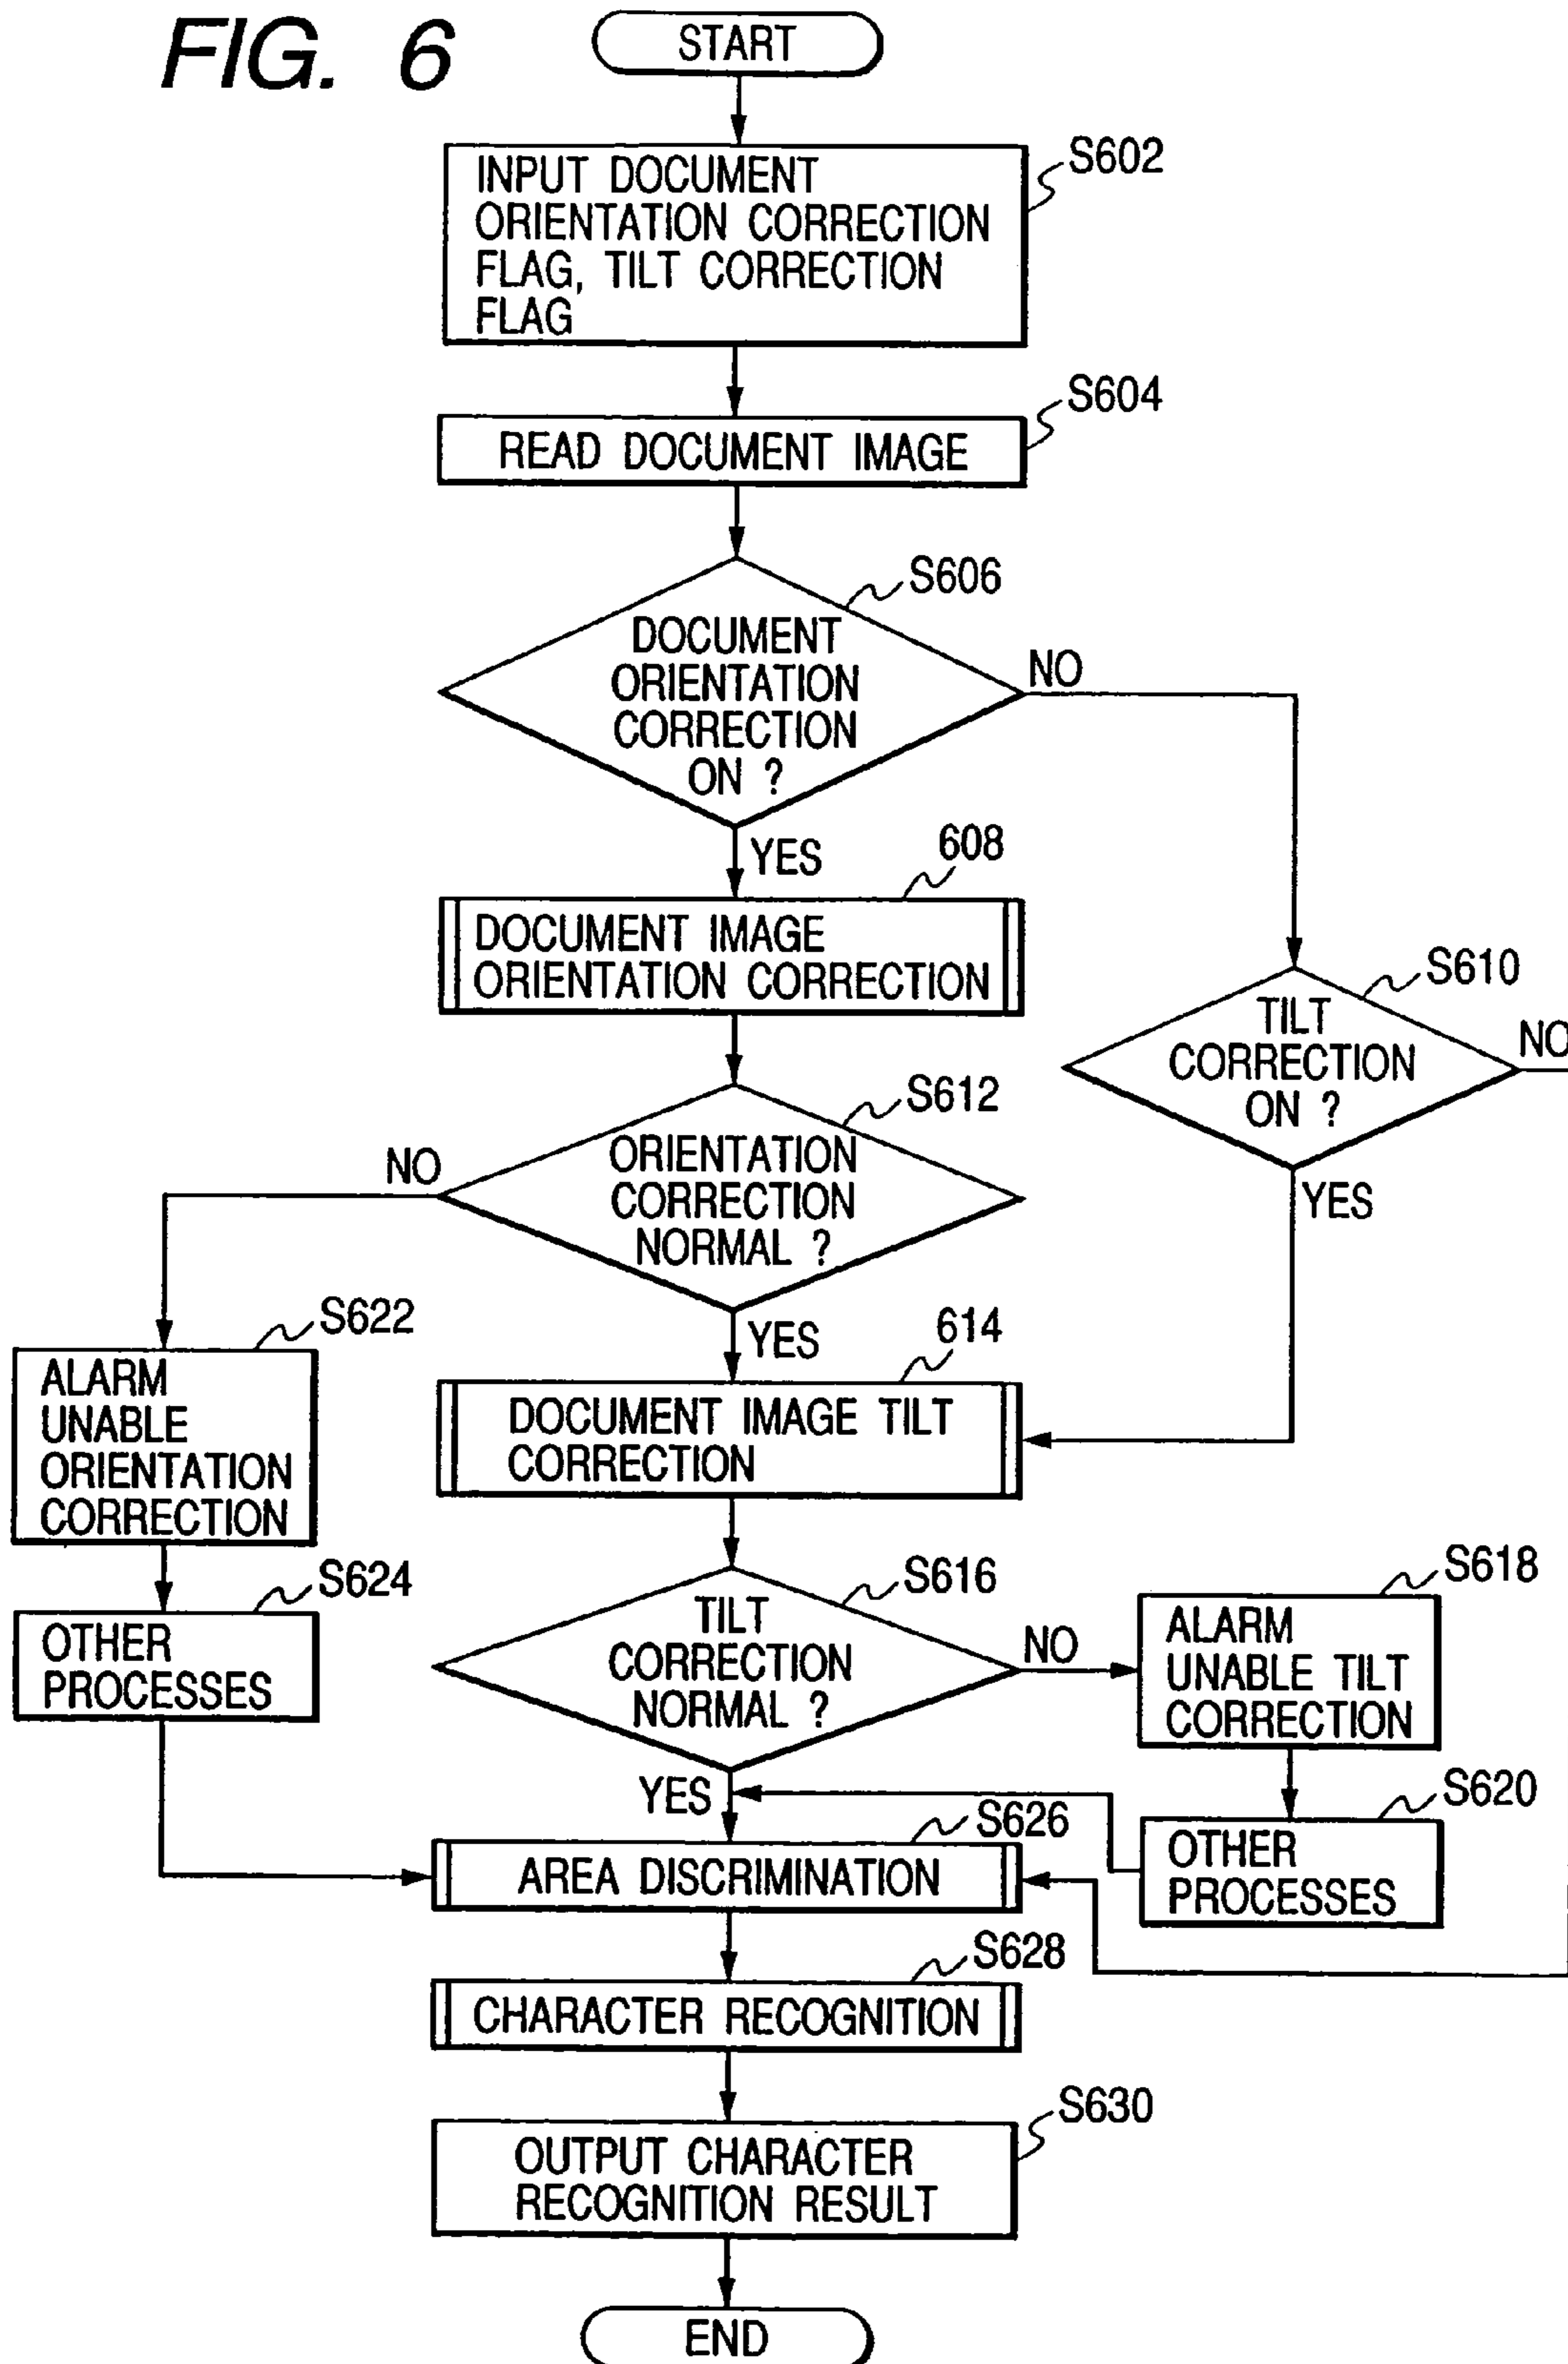 FIG. 6
START
S602
INPUT DOCUMENT
ORIENTATION CORRECTION
FLAG, TILT CORRECTION
FLAG
S604
READ DOCUMENT IMAGE
S606
DOCUMENT
ORIENTATION
CORRECTION
ON ?
NO
YES
608
DOCUMENT IMAGE
ORIENTATION CORRECTION
S610
TILT
CORRECTION
ON ?
NO
YES
S612
ORIENTATION
CORRECTION
NORMAL ?
NO
YES
S622
ALARM
UNABLE
ORIENTATION
CORRECTION
614
DOCUMENT IMAGE TILT
CORRECTION
S624
OTHER
PROCESSES
S616
TILT
CORRECTION
NORMAL ?
NO
YES
S618
ALARM
UNABLE TILT
CORRECTION
S620
OTHER
PROCESSES
S626
AREA DISCRIMINATION
S628
CHARACTER RECOGNITION
S630
OUTPUT CHARACTER
RECOGNITION RESULT
END